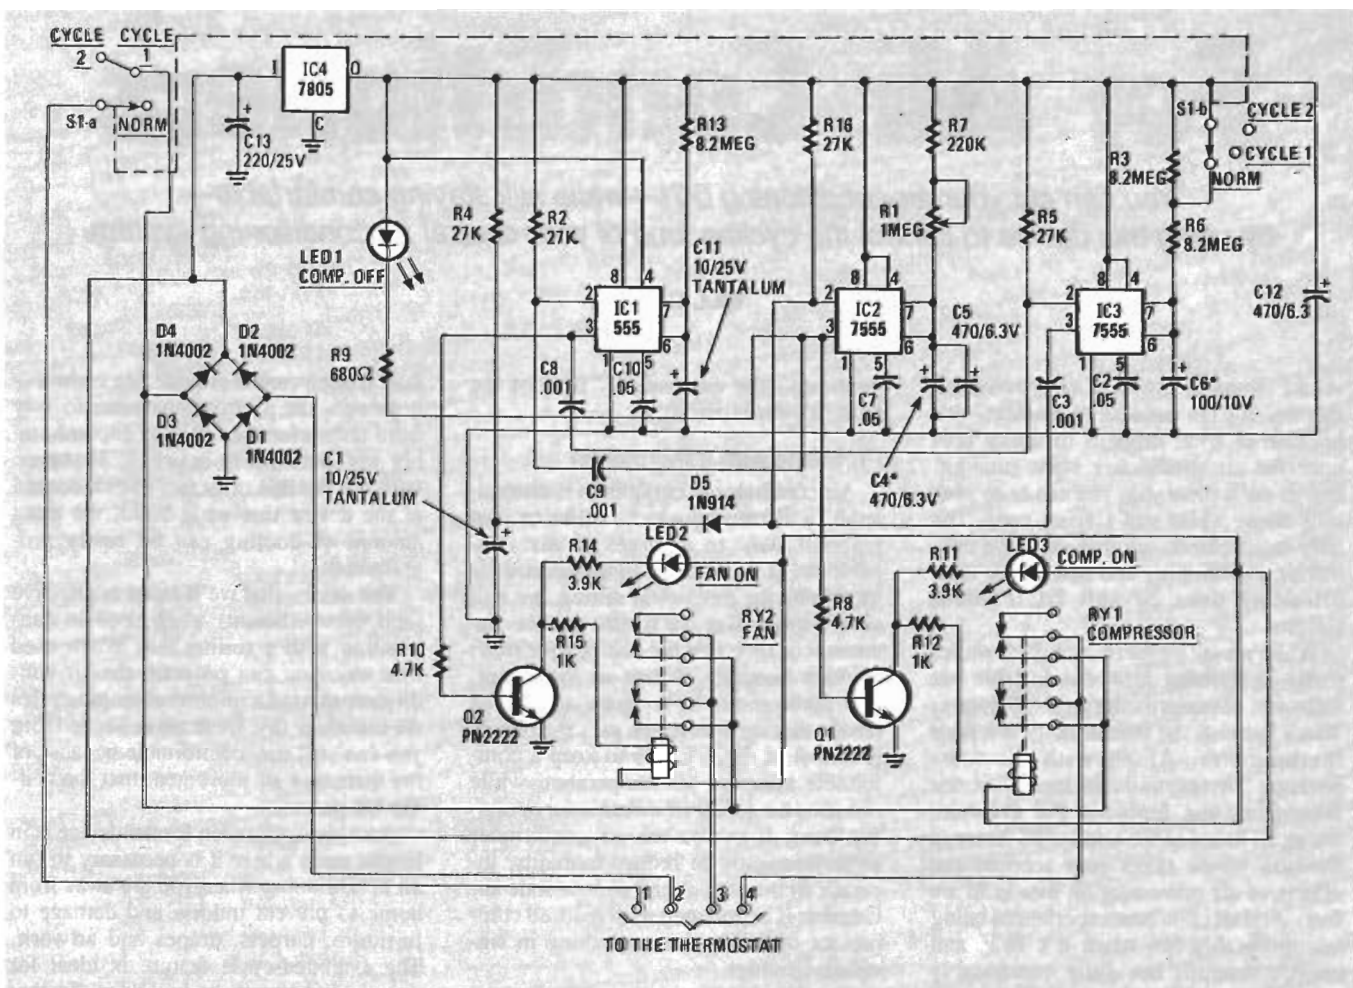 CYCLE CYCLE
2 1
S1-a NORM
C13
220/25V
I IC4 O
7805
C
R13
8.2MEG
R16
27K
R7
220K
S1-b
CYCLE 2
CYCLE 1
NORM
R3
8.2MEG
R4
27K
R2
27K
R1
1MEG
R5
27K
R6
8.2MEG
LED1
COMP. OFF
C11
10/25V
TANTALUM
8 4
2 IC1 7
3 555 6
1 5
8 4
2 IC2 7
3 7555 6
1 5
8 4
2 IC3 7
3 7555 6
1 5
C5
470/6.3V
C12
470/6.3
D4
1N4002
D2
1N4002
D3
1N4002
D1
1N4002
R9
680Ω
C8
.001
C10
.05
C7
.05
C4*
470/6.3V
C3
.001
C2
.05
C6*
100/10V
C1
10/25V
TANTALUM
C9
.001
D5
1N914
R14
3.9K
LED2
FAN ON
R11
3.9K
LED3
COMP. ON
R15
1K
RY2
FAN
R8
4.7K
R12
1K
RY1
COMPRESSOR
R10
4.7K
Q2
PN2222
Q1
PN2222
1 2 3 4
TO THE THERMOSTAT